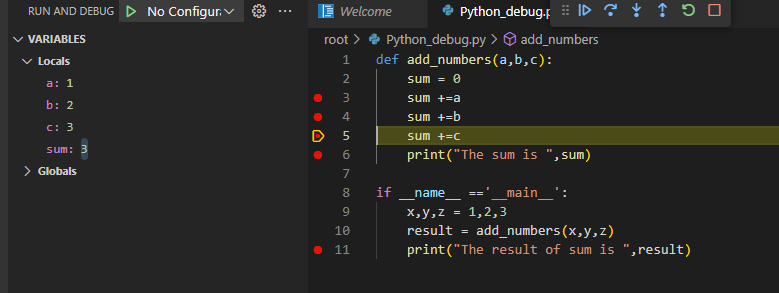 RUN AND DEBUG No Configur
Welcome
Python_debug.p
VARIABLES
Locals
a: 1
b: 2
c: 3
sum: 3
Globals
root > Python_debug.py > add_numbers
1 def add_numbers(a,b,c):
2 sum = 0
3 sum +=a
4 sum +=b
5 sum +=c
6 print("The sum is ",sum)
7
8 if __name__ =='__main__':
9 x,y,z = 1,2,3
10 result = add_numbers(x,y,z)
11 print("The result of sum is ",result)